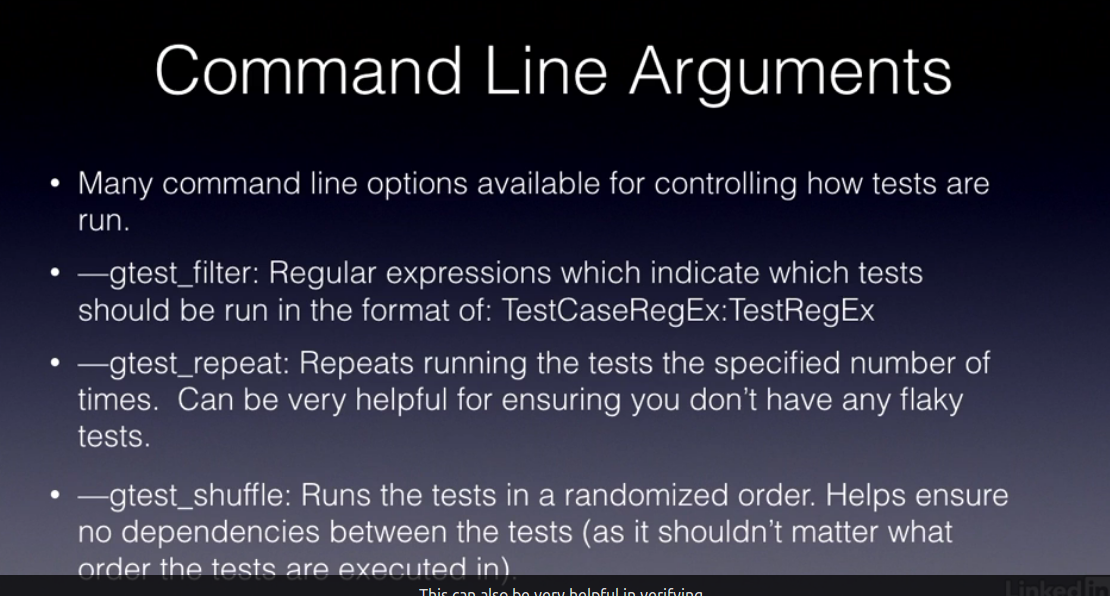 Command Line Arguments
• Many command line options available for controlling how tests are
run.
• —gtest_filter: Regular expressions which indicate which tests
should be run in the format of: TestCaseRegEx:TestRegEx
• —gtest_repeat: Repeats running the tests the specified number of
times.  Can be very helpful for ensuring you don’t have any flaky
tests.
• —gtest_shuffle: Runs the tests in a randomized order. Helps ensure
no dependencies between the tests (as it shouldn’t matter what
order the tests are executed in).
This can also be very helpful in verifying
Linked in